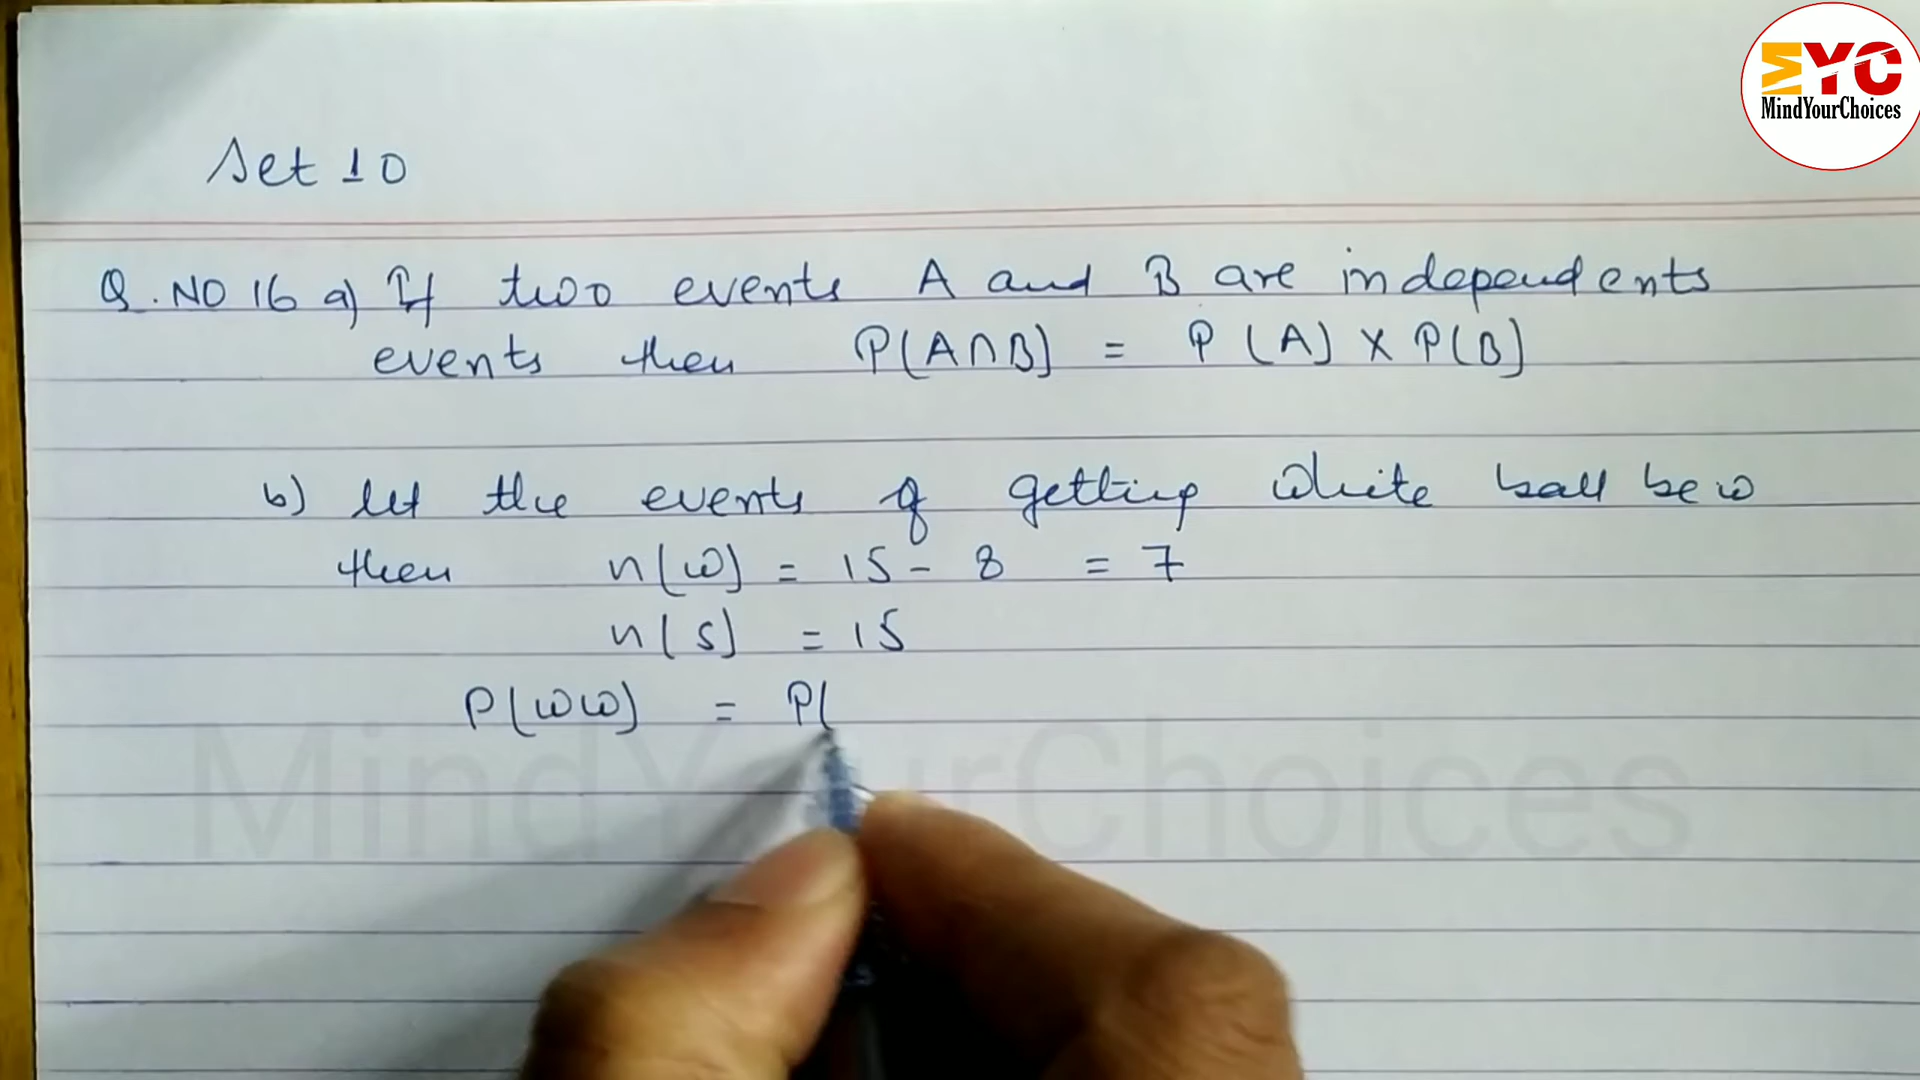 MYC
MindYourChoices
Set 10
Q. NO 16 a) If two events A and B are independents
events then P(A∩B) = P(A) × P(B)
b) let the events of getting white ball be w
then n(w) = 15 - 8 = 7
n(s) = 15
P(ww) = P(
MindYourChoices